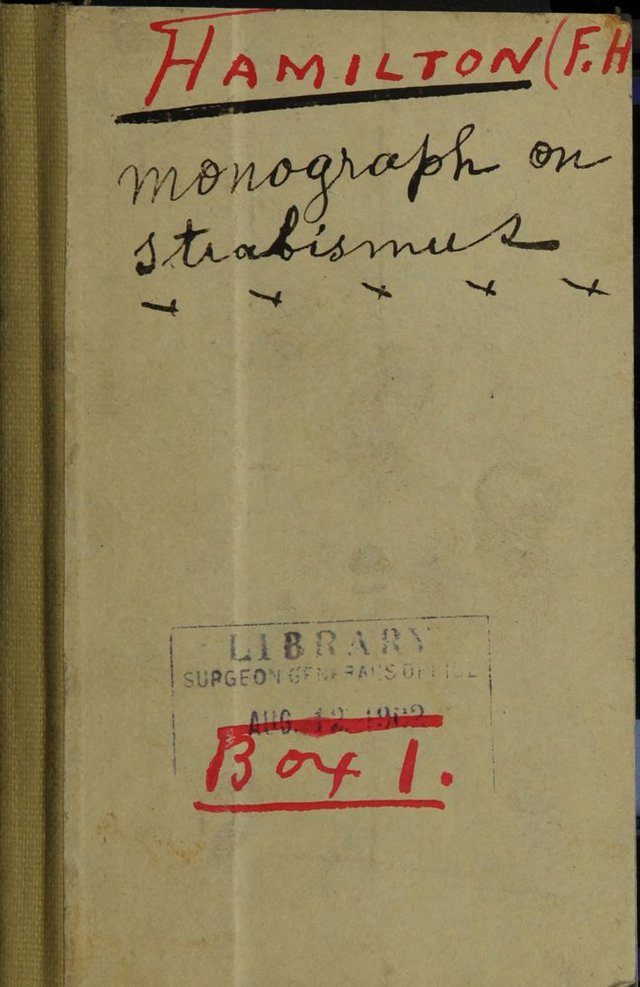 HAMILTON (F.H
monograph on
strabismus
x x x x x
LIBRARY
SURGEON GENERAL'S OFFICE
AUG. 12 1902
Box 1.